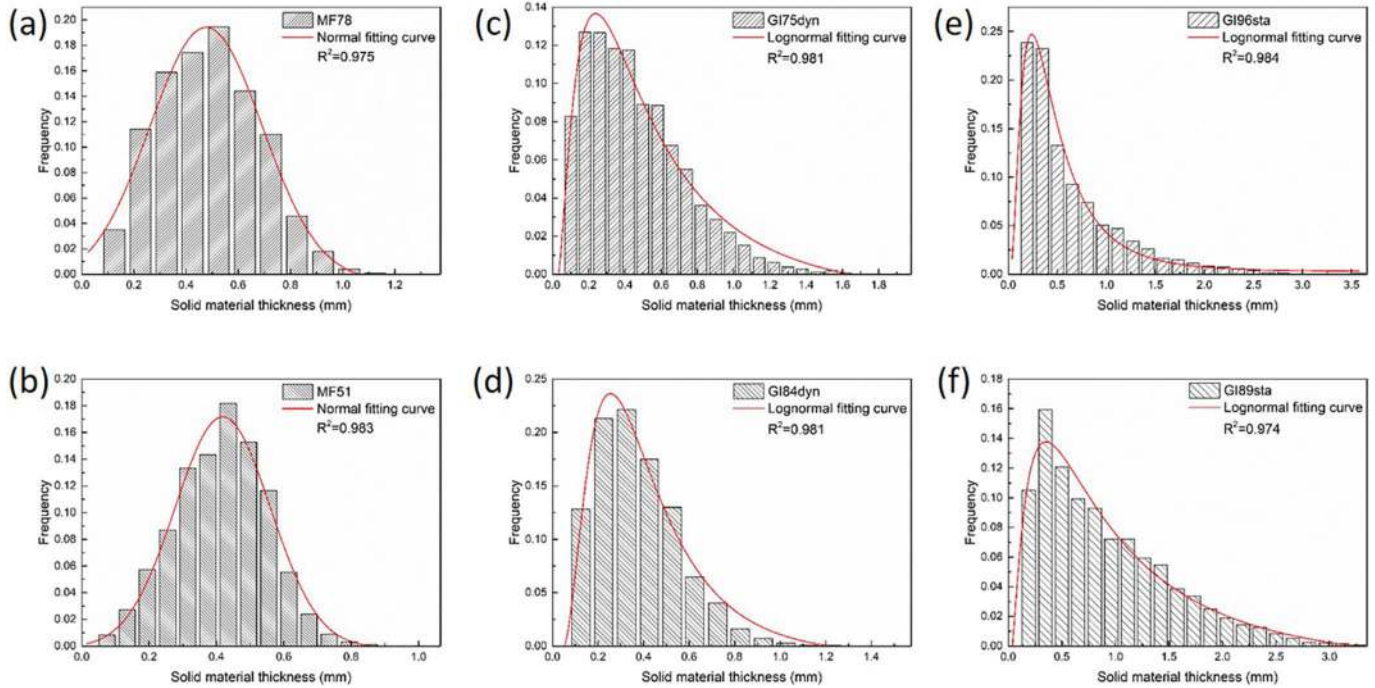 (a)
MF78
Normal fitting curve
R²=0.975
0.20
0.18
0.16
0.14
0.12
0.10
0.08
0.06
0.04
0.02
0.00
Frequency
0.0 0.2 0.4 0.6 0.8 1.0 1.2
Solid material thickness (mm)
(c)
GI75dyn
Lognormal fitting curve
R²=0.981
0.14
0.12
0.10
0.08
0.06
0.04
0.02
0.00
Frequency
0.0 0.2 0.4 0.6 0.8 1.0 1.2 1.4 1.6 1.8
Solid material thickness (mm)
(e)
GI96sta
Lognormal fitting curve
R²=0.984
0.25
0.20
0.15
0.10
0.05
0.00
Frequency
0.0 0.5 1.0 1.5 2.0 2.5 3.0 3.5
Solid material thickness (mm)
(b)
MF51
Normal fitting curve
R²=0.983
0.20
0.18
0.16
0.14
0.12
0.10
0.08
0.06
0.04
0.02
0.00
Frequency
0.0 0.2 0.4 0.6 0.8 1.0
Solid material thickness (mm)
(d)
GI84dyn
Lognormal fitting curve
R²=0.981
0.25
0.20
0.15
0.10
0.05
0.00
Frequency
0.0 0.2 0.4 0.6 0.8 1.0 1.2 1.4
Solid material thickness (mm)
(f)
GI89sta
Lognormal fitting curve
R²=0.974
0.18
0.16
0.14
0.12
0.10
0.08
0.06
0.04
0.02
0.00
Frequency
0.0 0.5 1.0 1.5 2.0 2.5 3.0
Solid material thickness (mm)